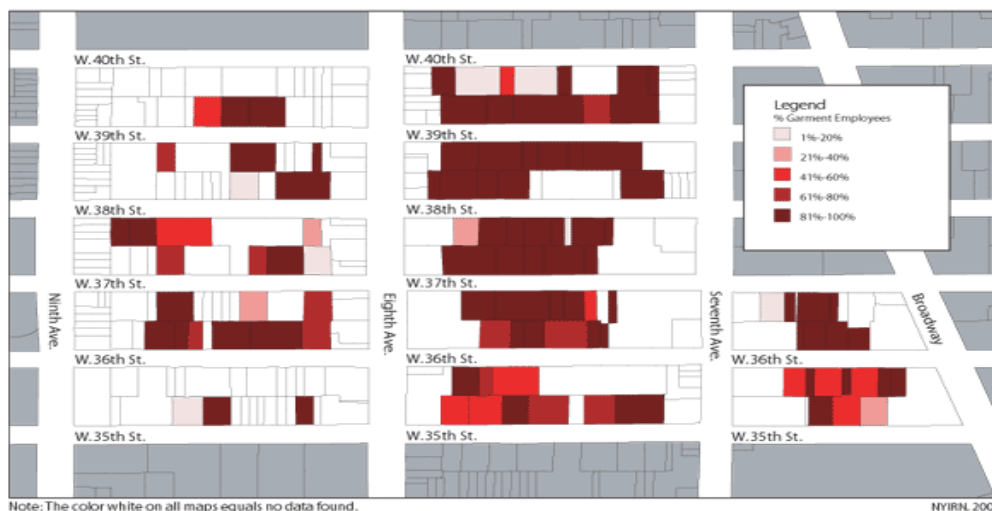 W.40th St.
W.40th St.
Legend
% Garment Employees
1%-20%
21%-40%
41%-60%
61%-80%
81%-100%
W.39th St.
W.39th St.
W.38th St.
W.38th St.
W.37th St.
W.37th St.
Ninth Ave.
Eighth Ave.
Seventh Ave.
Broadway
W.36th St.
W.36th St.
W.36th St.
W.35th St.
W.35th St.
W.35th St.
Note: The color white on all maps equals no data found.
NYIRN, 200